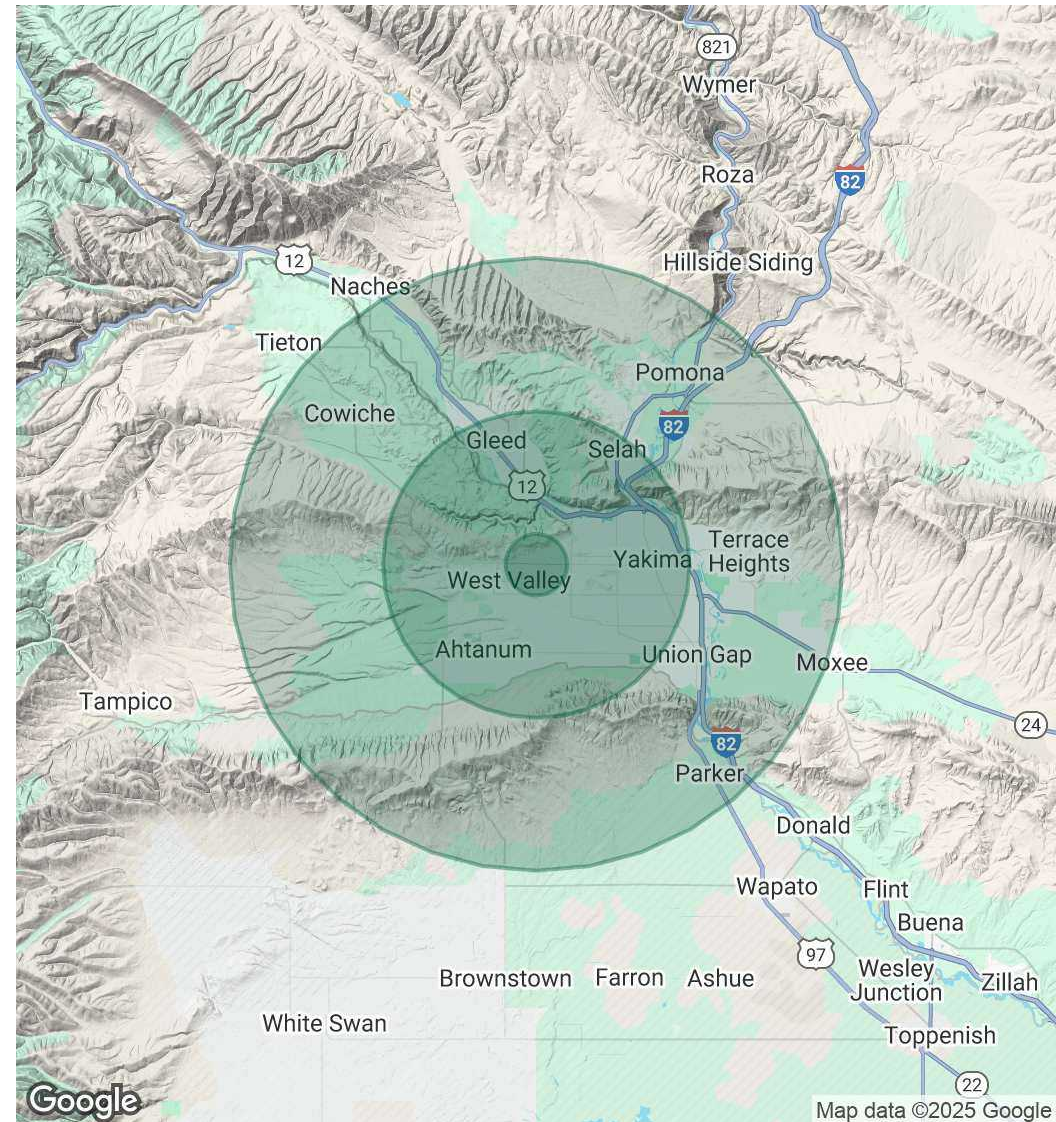 821
Wymer
Roza
82
Hillside Siding
12
Naches
Tieton
Pomona
Cowiche
82
Gleed
Selah
12
Terrace
Heights
Yakima
West Valley
Ahtanum
Union Gap
Moxee
Tampico
24
82
Parker
Donald
Wapato
Flint
Buena
97
Wesley
Junction
Brownstown
Farron
Ashue
Zillah
White Swan
Toppenish
22
Google
Map data ©2025 Google